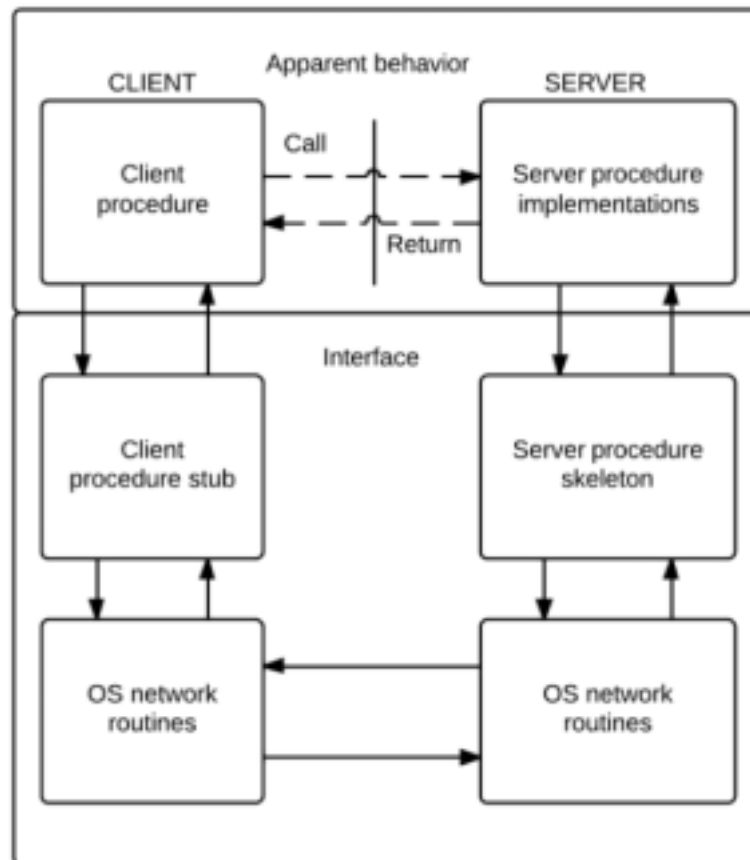 Apparent behavior
CLIENT
SERVER
Call
Client
procedure
Server procedure
implementations
Return
Interface
Client
procedure stub
Server procedure
skeleton
OS network
routines
OS network
routines